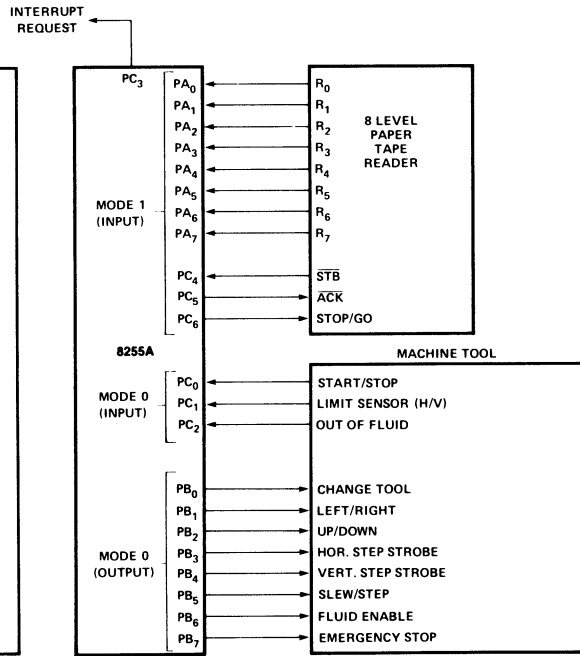 INTERRUPT
REQUEST
PC3
PA0 R0
PA1 R1
PA2 R2
PA3 R3
PA4 R4
PA5 R5
PA6 R6
PA7 R7
8 LEVEL
PAPER
TAPE
READER
MODE 1
(INPUT)
PC4 STB
PC5 ACK
PC6 STOP/GO
8255A
MACHINE TOOL
MODE 0
(INPUT)
PC0 START/STOP
PC1 LIMIT SENSOR (H/V)
PC2 OUT OF FLUID
MODE 0
(OUTPUT)
PB0 CHANGE TOOL
PB1 LEFT/RIGHT
PB2 UP/DOWN
PB3 HOR. STEP STROBE
PB4 VERT. STEP STROBE
PB5 SLEW/STEP
PB6 FLUID ENABLE
PB7 EMERGENCY STOP